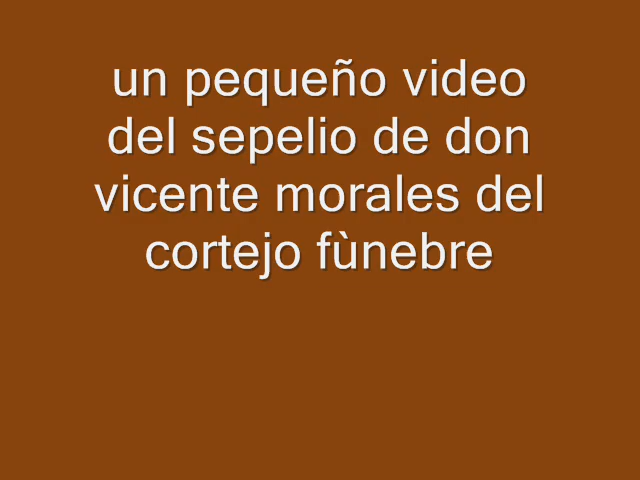 un pequeño video
del sepelio de don
vicente morales del
cortejo fùnebre